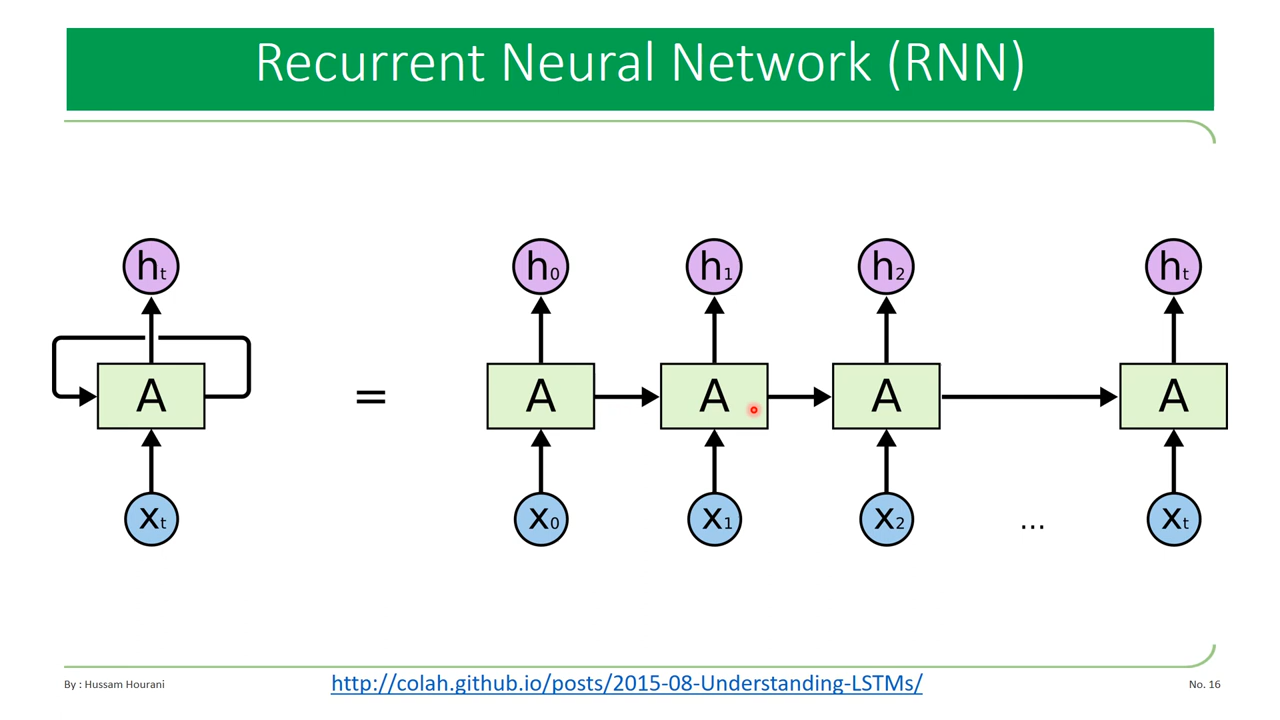 Recurrent Neural Network (RNN)
ht h0 h1 h2 ht
A = A A A A
xt x0 x1 x2 ... xt
By : Hussam Hourani
http://colah.github.io/posts/2015-08-Understanding-LSTMs/
No. 16